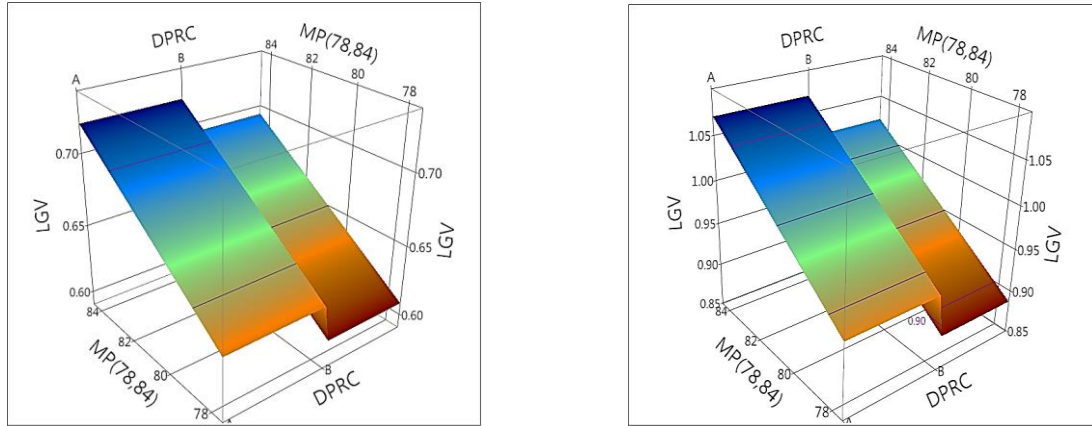 DPRC
MP(78,84)
A
B
84
82
80
78
0.70
0.65
0.60
LGV
0.70
0.65
0.60
LGV
84
82
80
78
MP(78,84)
B
A
DPRC
DPRC
MP(78,84)
A
B
84
82
80
78
1.05
1.00
0.95
0.90
0.85
LGV
1.05
1.00
0.95
0.90
0.85
LGV
0.90
84
82
80
78
MP(78,84)
B
A
DPRC